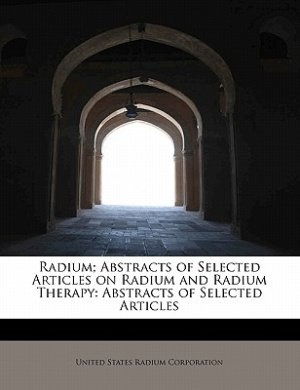 Radium; Abstracts of Selected
Articles on Radium and Radium
Therapy: Abstracts of Selected
Articles
United States Radium Corporation